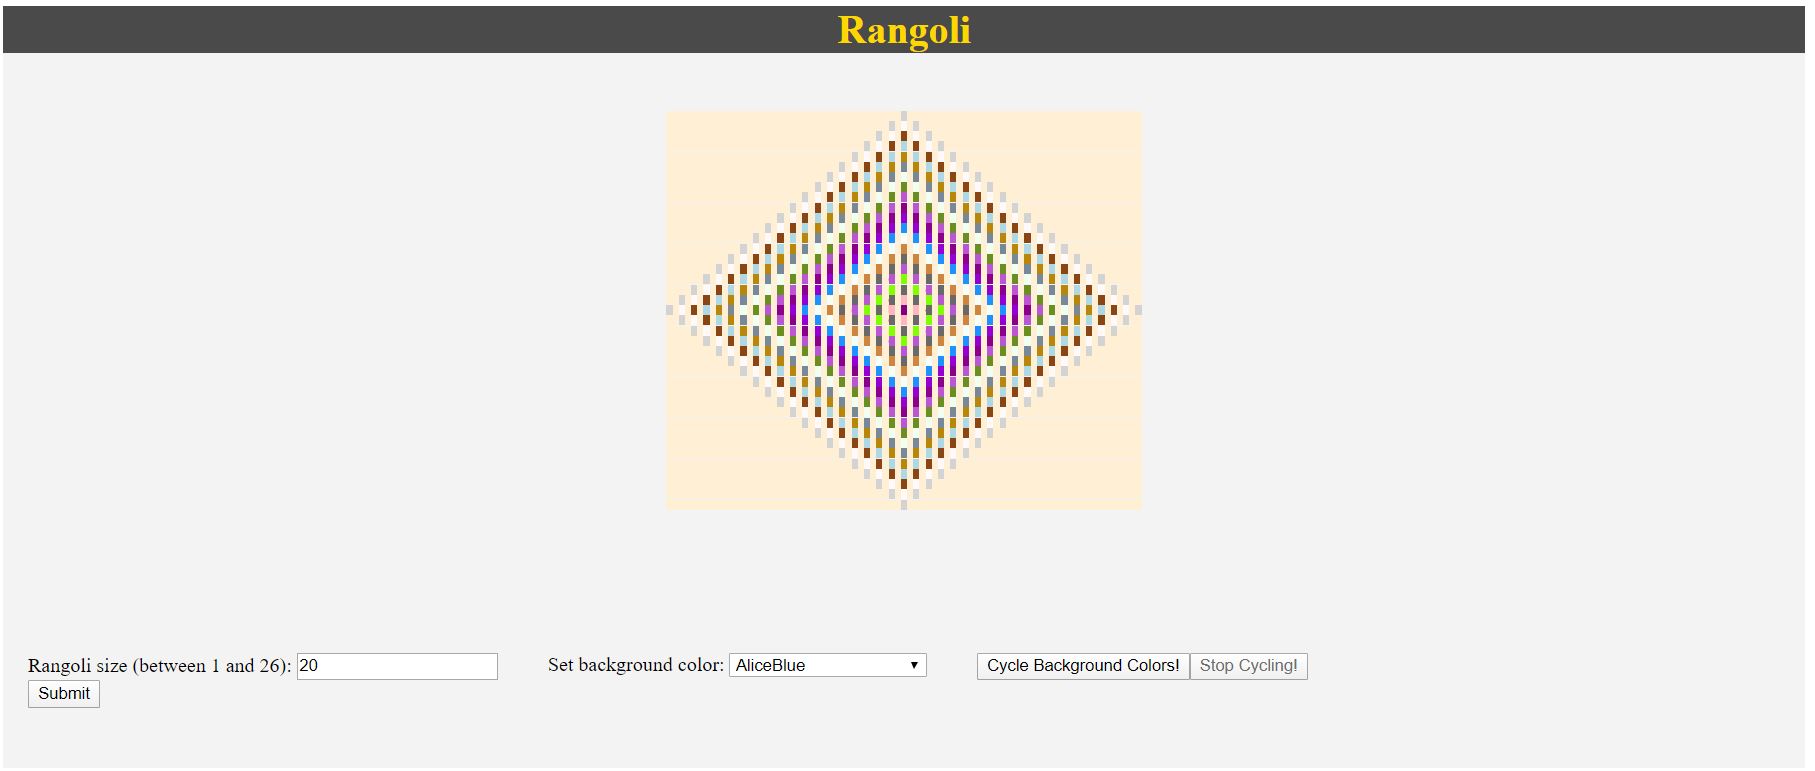 Rangoli
Rangoli size (between 1 and 26): 20 Set background color: AliceBlue Cycle Background Colors! Stop Cycling!
Submit